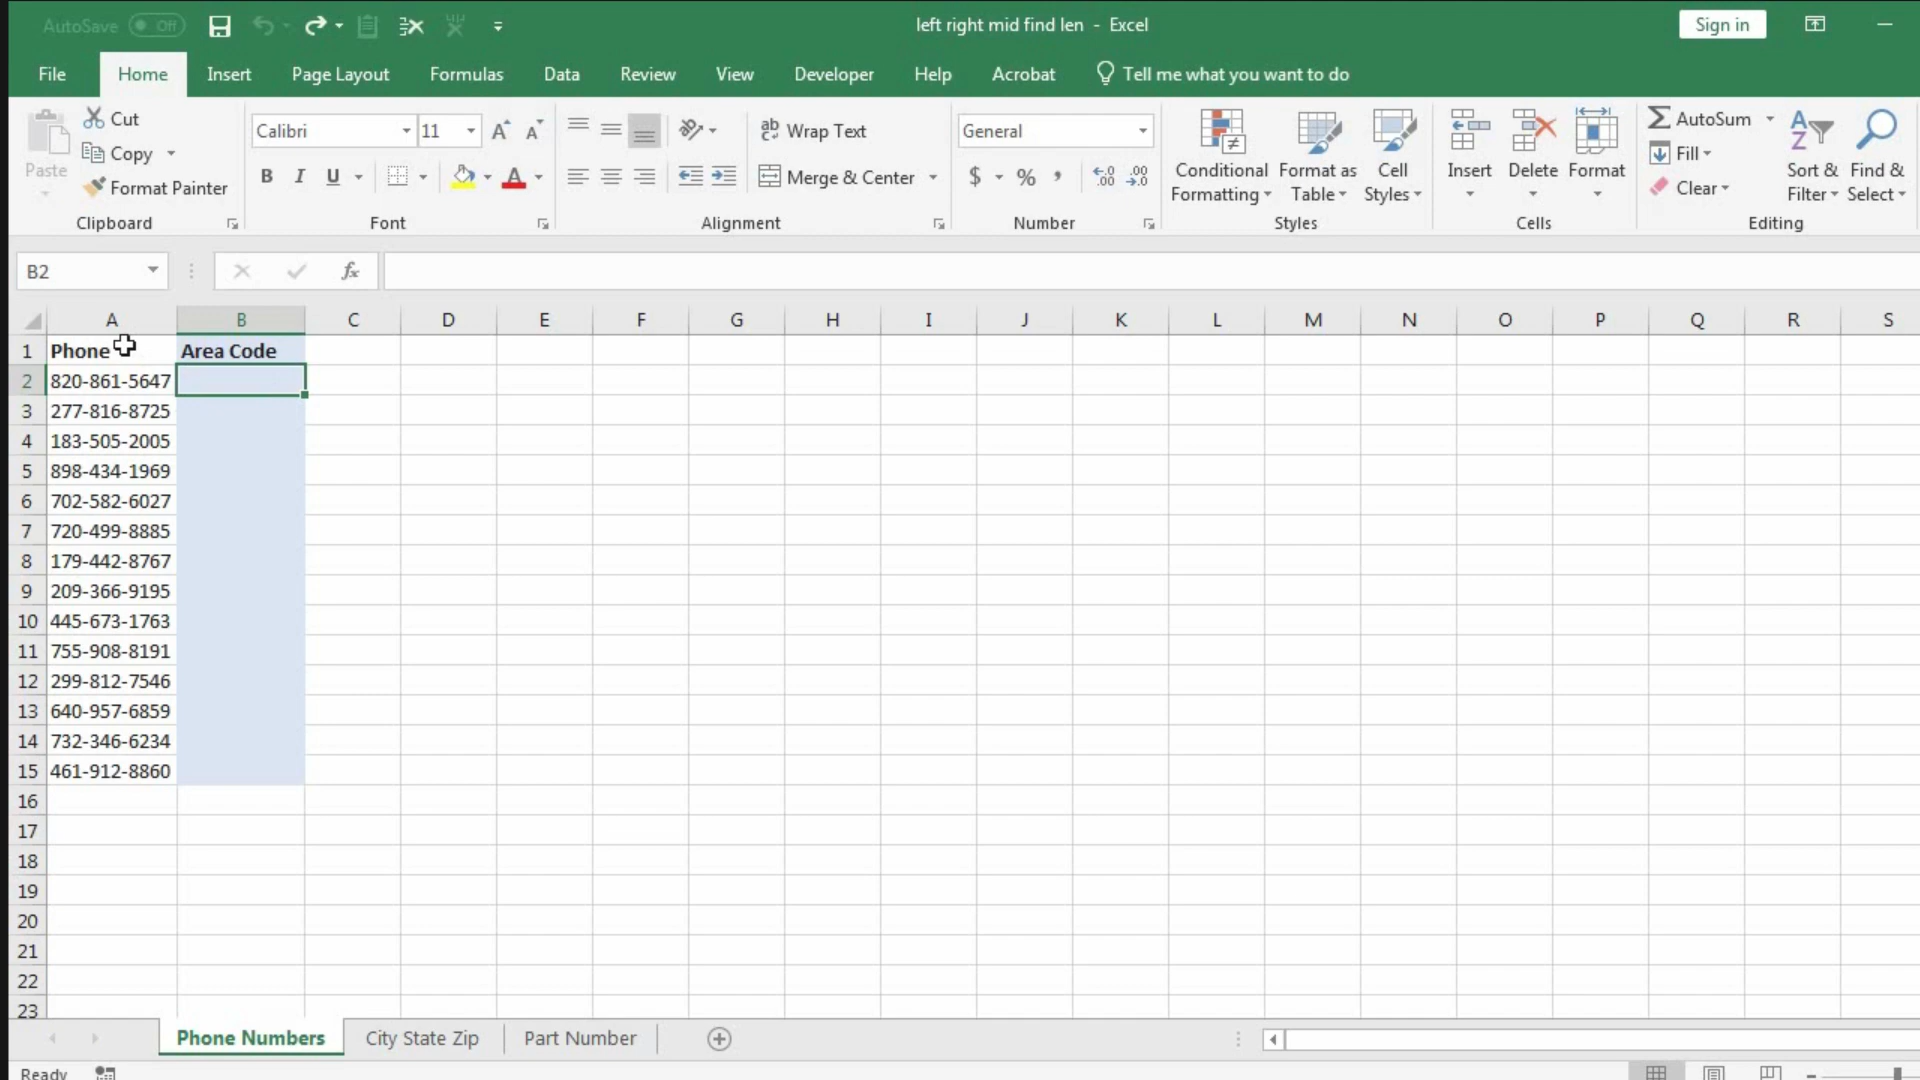 AutoSave Off
left right mid find len - Excel
Sign in
File Home Insert Page Layout Formulas Data Review View Developer Help Acrobat Tell me what you want to do
Paste
Cut
Copy
Format Painter
Clipboard
Calibri 11
B I U
Font
Wrap Text
Merge & Center
Alignment
General
$ % ,
Number
Conditional Formatting
Format as Table
Cell Styles
Styles
Insert Delete Format
Cells
AutoSum
Fill
Clear
Sort & Filter
Find & Select
Editing
B2 fx
A B C D E F G H I J K L M N O P Q R S
1 Phone Area Code
2 820-861-5647
3 277-816-8725
4 183-505-2005
5 898-434-1969
6 702-582-6027
7 720-499-8885
8 179-442-8767
9 209-366-9195
10 445-673-1763
11 755-908-8191
12 299-812-7546
13 640-957-6859
14 732-346-6234
15 461-912-8860
16
17
18
19
20
21
22
23
Phone Numbers City State Zip Part Number
Ready